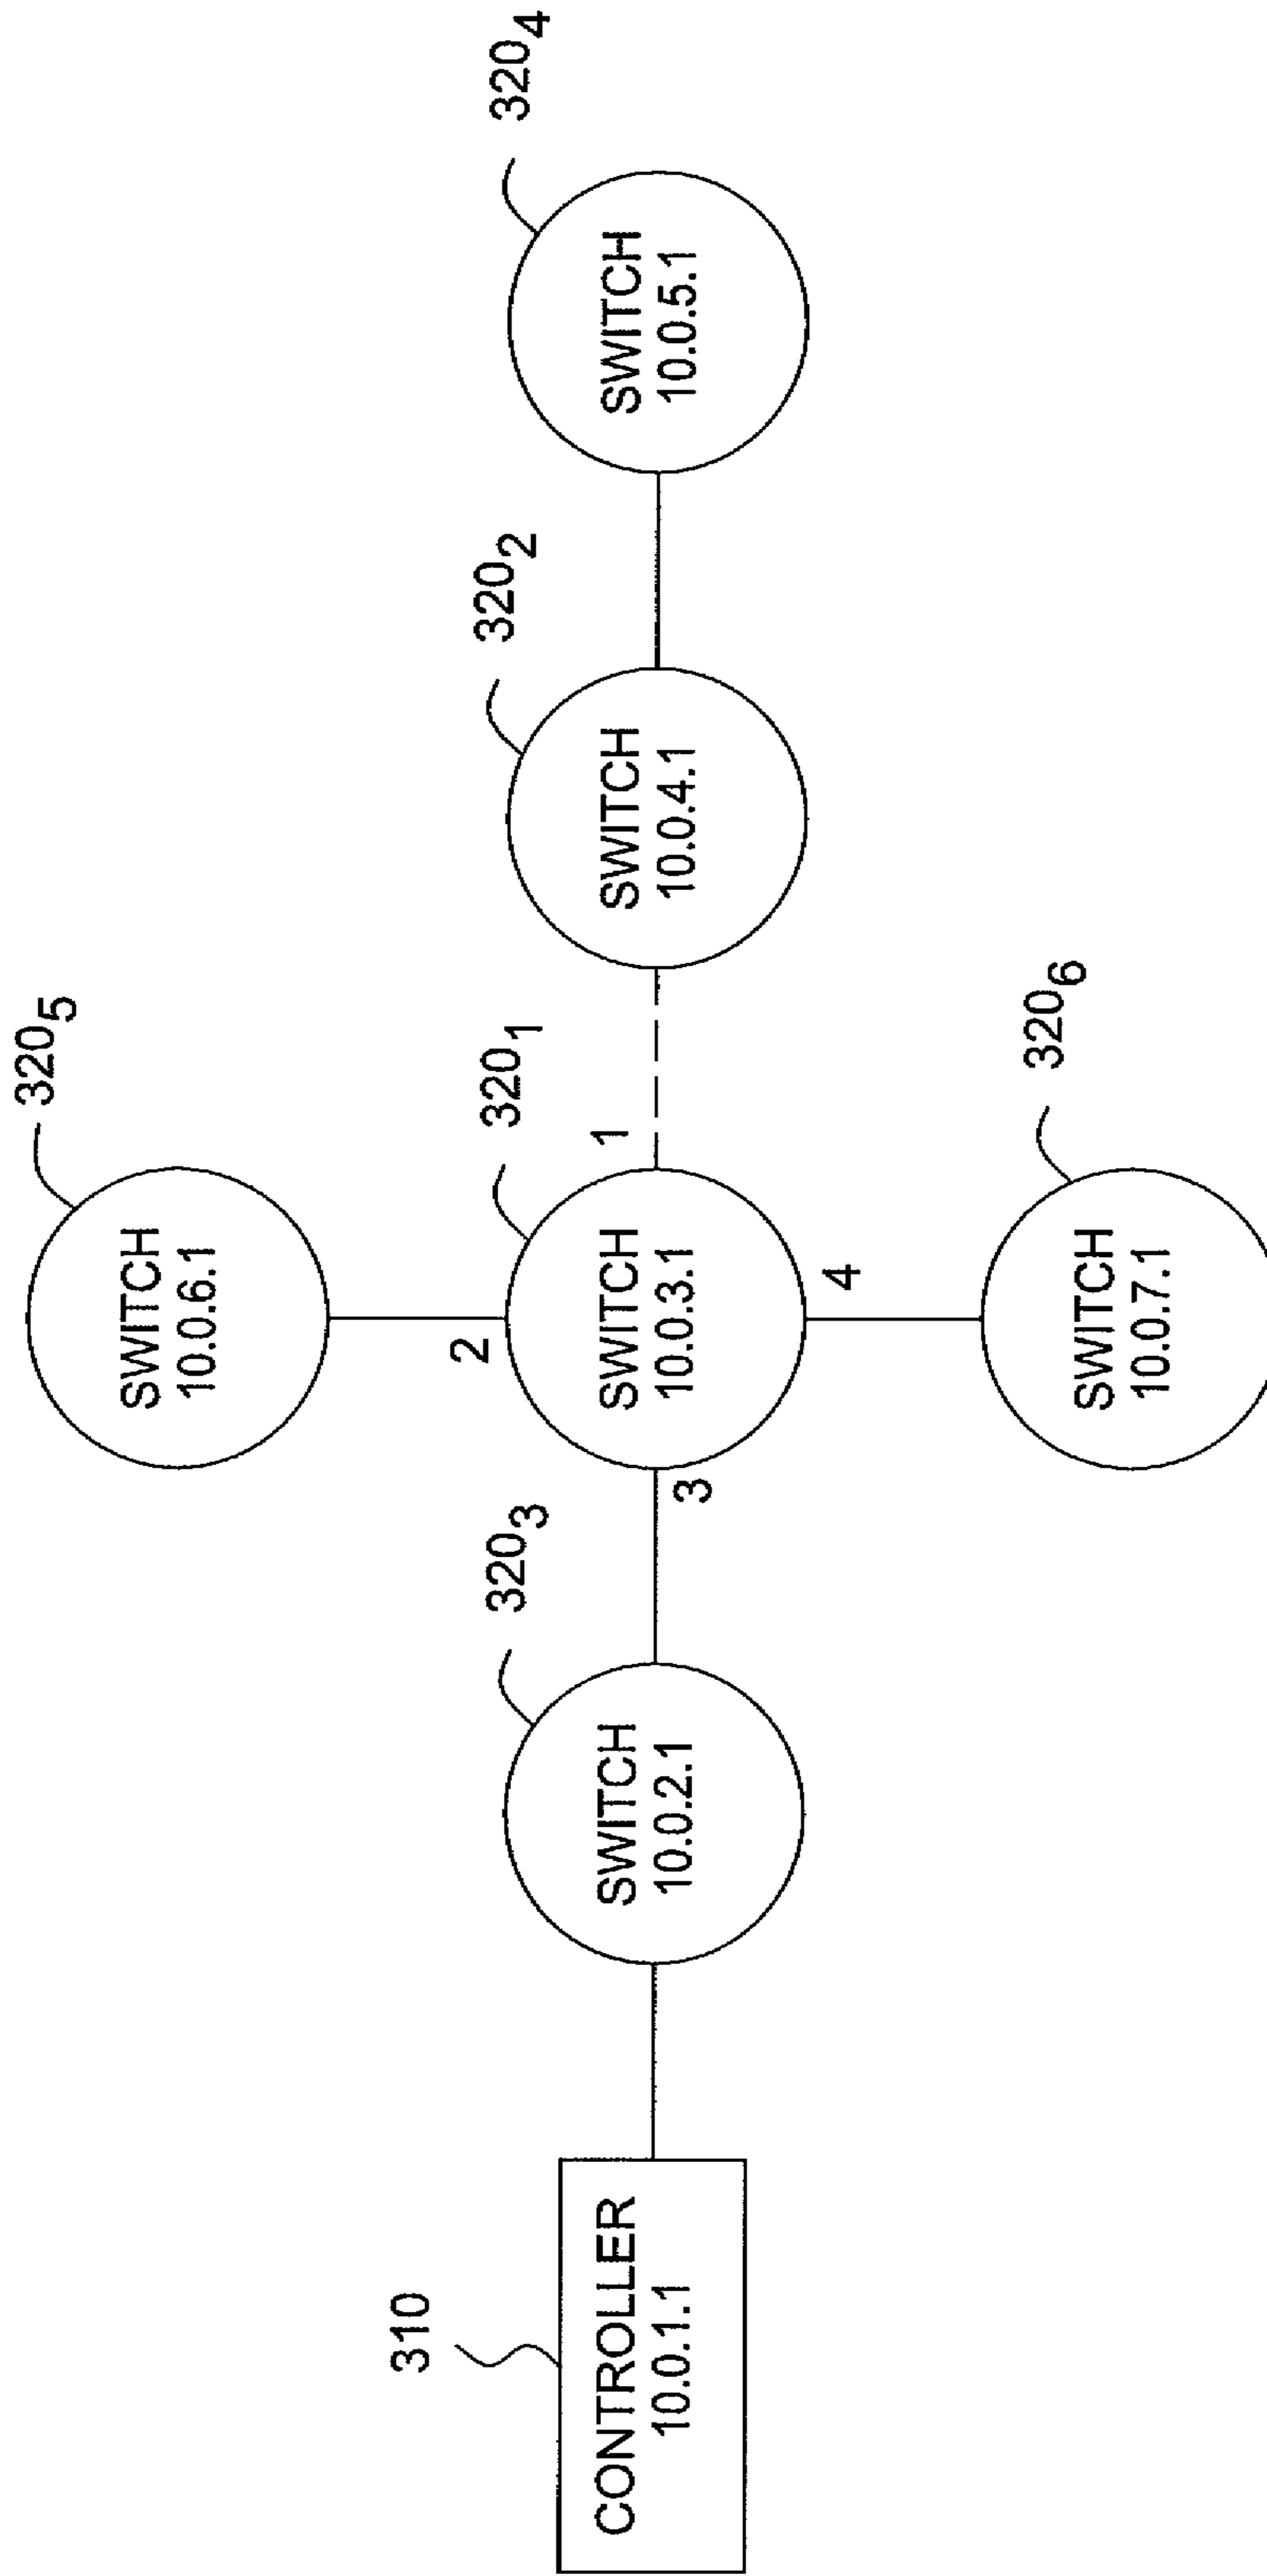 320₅
SWITCH
10.0.6.1
2
310
CONTROLLER
10.0.1.1
320₃
SWITCH
10.0.2.1
3
320₁
SWITCH
10.0.3.1
1
320₂
SWITCH
10.0.4.1
320₄
SWITCH
10.0.5.1
4
320₆
SWITCH
10.0.7.1